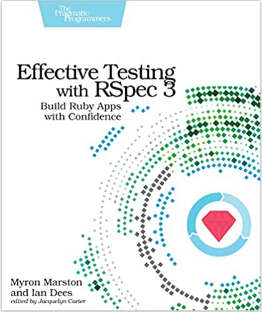 The
Pragmatic
Programmers
Effective Testing
with RSpec 3
Build Ruby Apps
with Confidence
Myron Marston
and Ian Dees
edited by Jacquelyn Carter